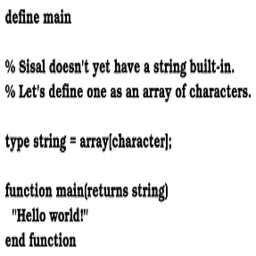 define main
% Sisal doesn't yet have a string built-in.
% Let's define one as an array of characters.
type string = array[character];
function main(returns string)
"Hello world!"
end function